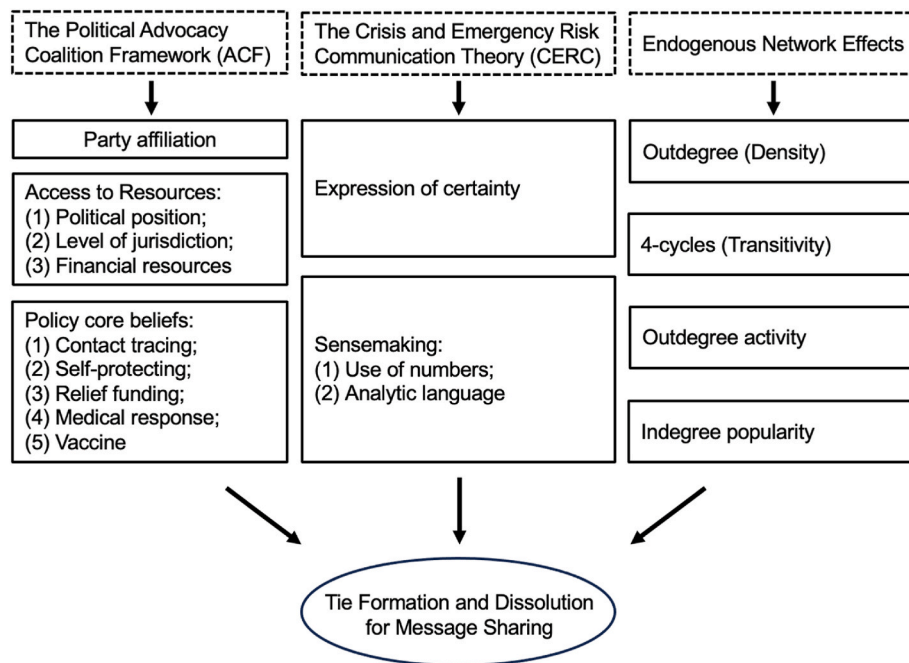 The Political Advocacy
Coalition Framework (ACF)
Party affiliation
Access to Resources:
(1) Political position;
(2) Level of jurisdiction;
(3) Financial resources
Policy core beliefs:
(1) Contact tracing;
(2) Self-protecting;
(3) Relief funding;
(4) Medical response;
(5) Vaccine
The Crisis and Emergency Risk
Communication Theory (CERC)
Expression of certainty
Sensemaking:
(1) Use of numbers;
(2) Analytic language
Endogenous Network Effects
Outdegree (Density)
4-cycles (Transitivity)
Outdegree activity
Indegree popularity
Tie Formation and Dissolution
for Message Sharing